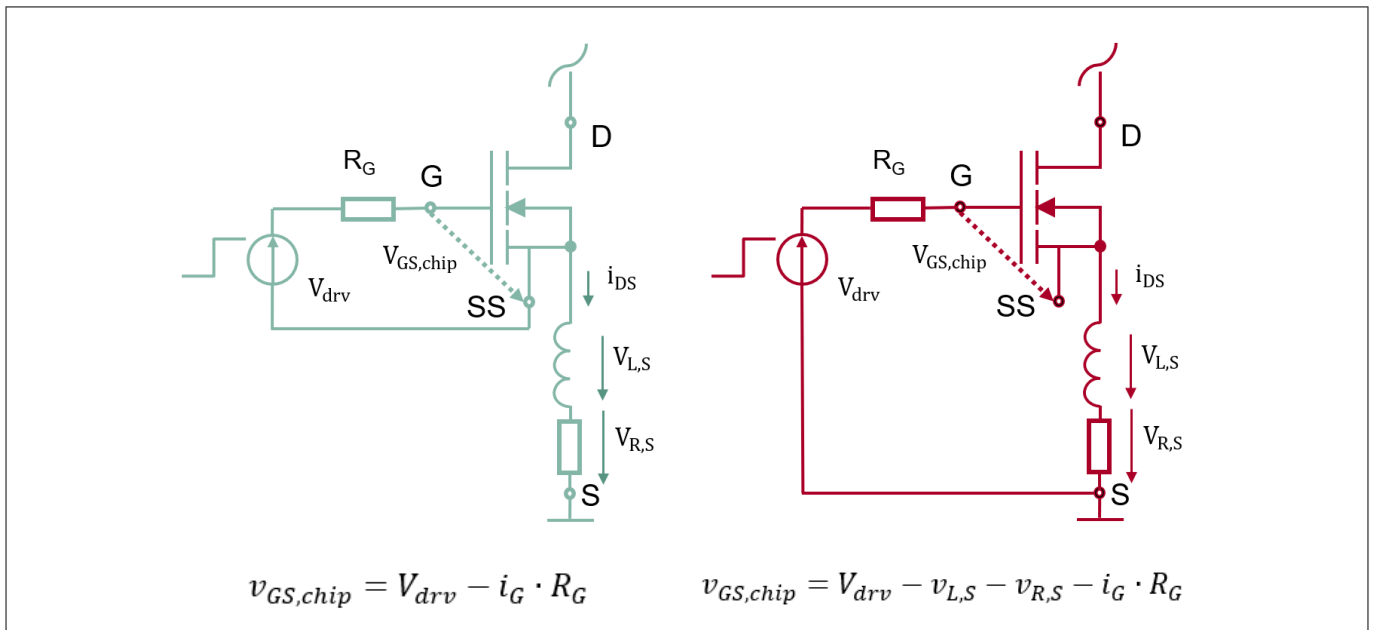 D
R_G
G
V_GS,chip
V_drv
SS
i_DS
V_L,S
V_R,S
S
v_GS,chip = V_drv − i_G · R_G
D
R_G
G
V_GS,chip
V_drv
SS
i_DS
V_L,S
V_R,S
S
v_GS,chip = V_drv − v_L,S − v_R,S − i_G · R_G